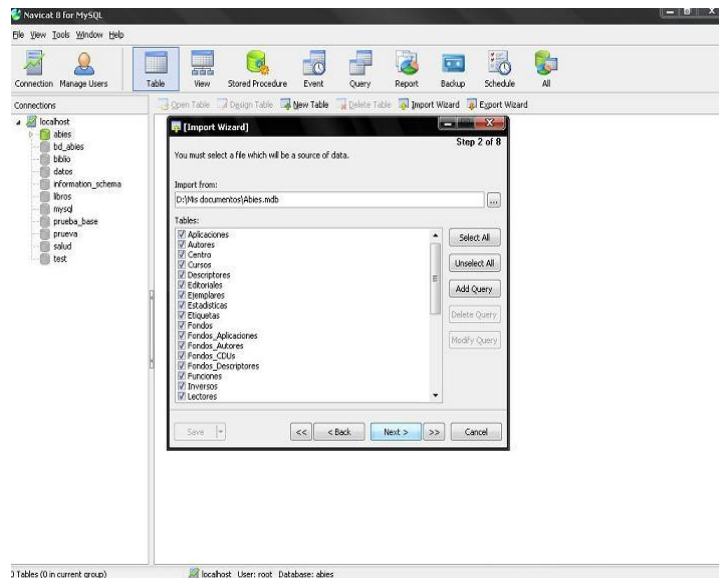 Navicat 8 for MySQL
File View Tools Window Help
Connection Manage Users Table View Stored Procedure Event Query Report Backup Schedule All
Connections
Open Table Design Table New Table Delete Table Import Wizard Export Wizard
localhost
abies
bd_abies
biblio
datos
information_schema
libros
mysql
prueba_base
prueva
salud
test
[Import Wizard]
Step 2 of 8
You must select a file which will be a source of data.
Import from:
D:\Mis documentos\Abies.mdb
...
Tables:
Aplicaciones
Autores
Centro
Cursos
Descriptores
Editoriales
Ejemplares
Estadisticas
Etiquetas
Fondos
Fondos_Aplicaciones
Fondos_Autores
Fondos_CDUs
Fondos_Descriptores
Funciones
Inversos
Lectores
Select All
Unselect All
Add Query
Delete Query
Modify Query
Save << < Back Next > >> Cancel
0 Tables (0 in current group) localhost User: root Database: abies